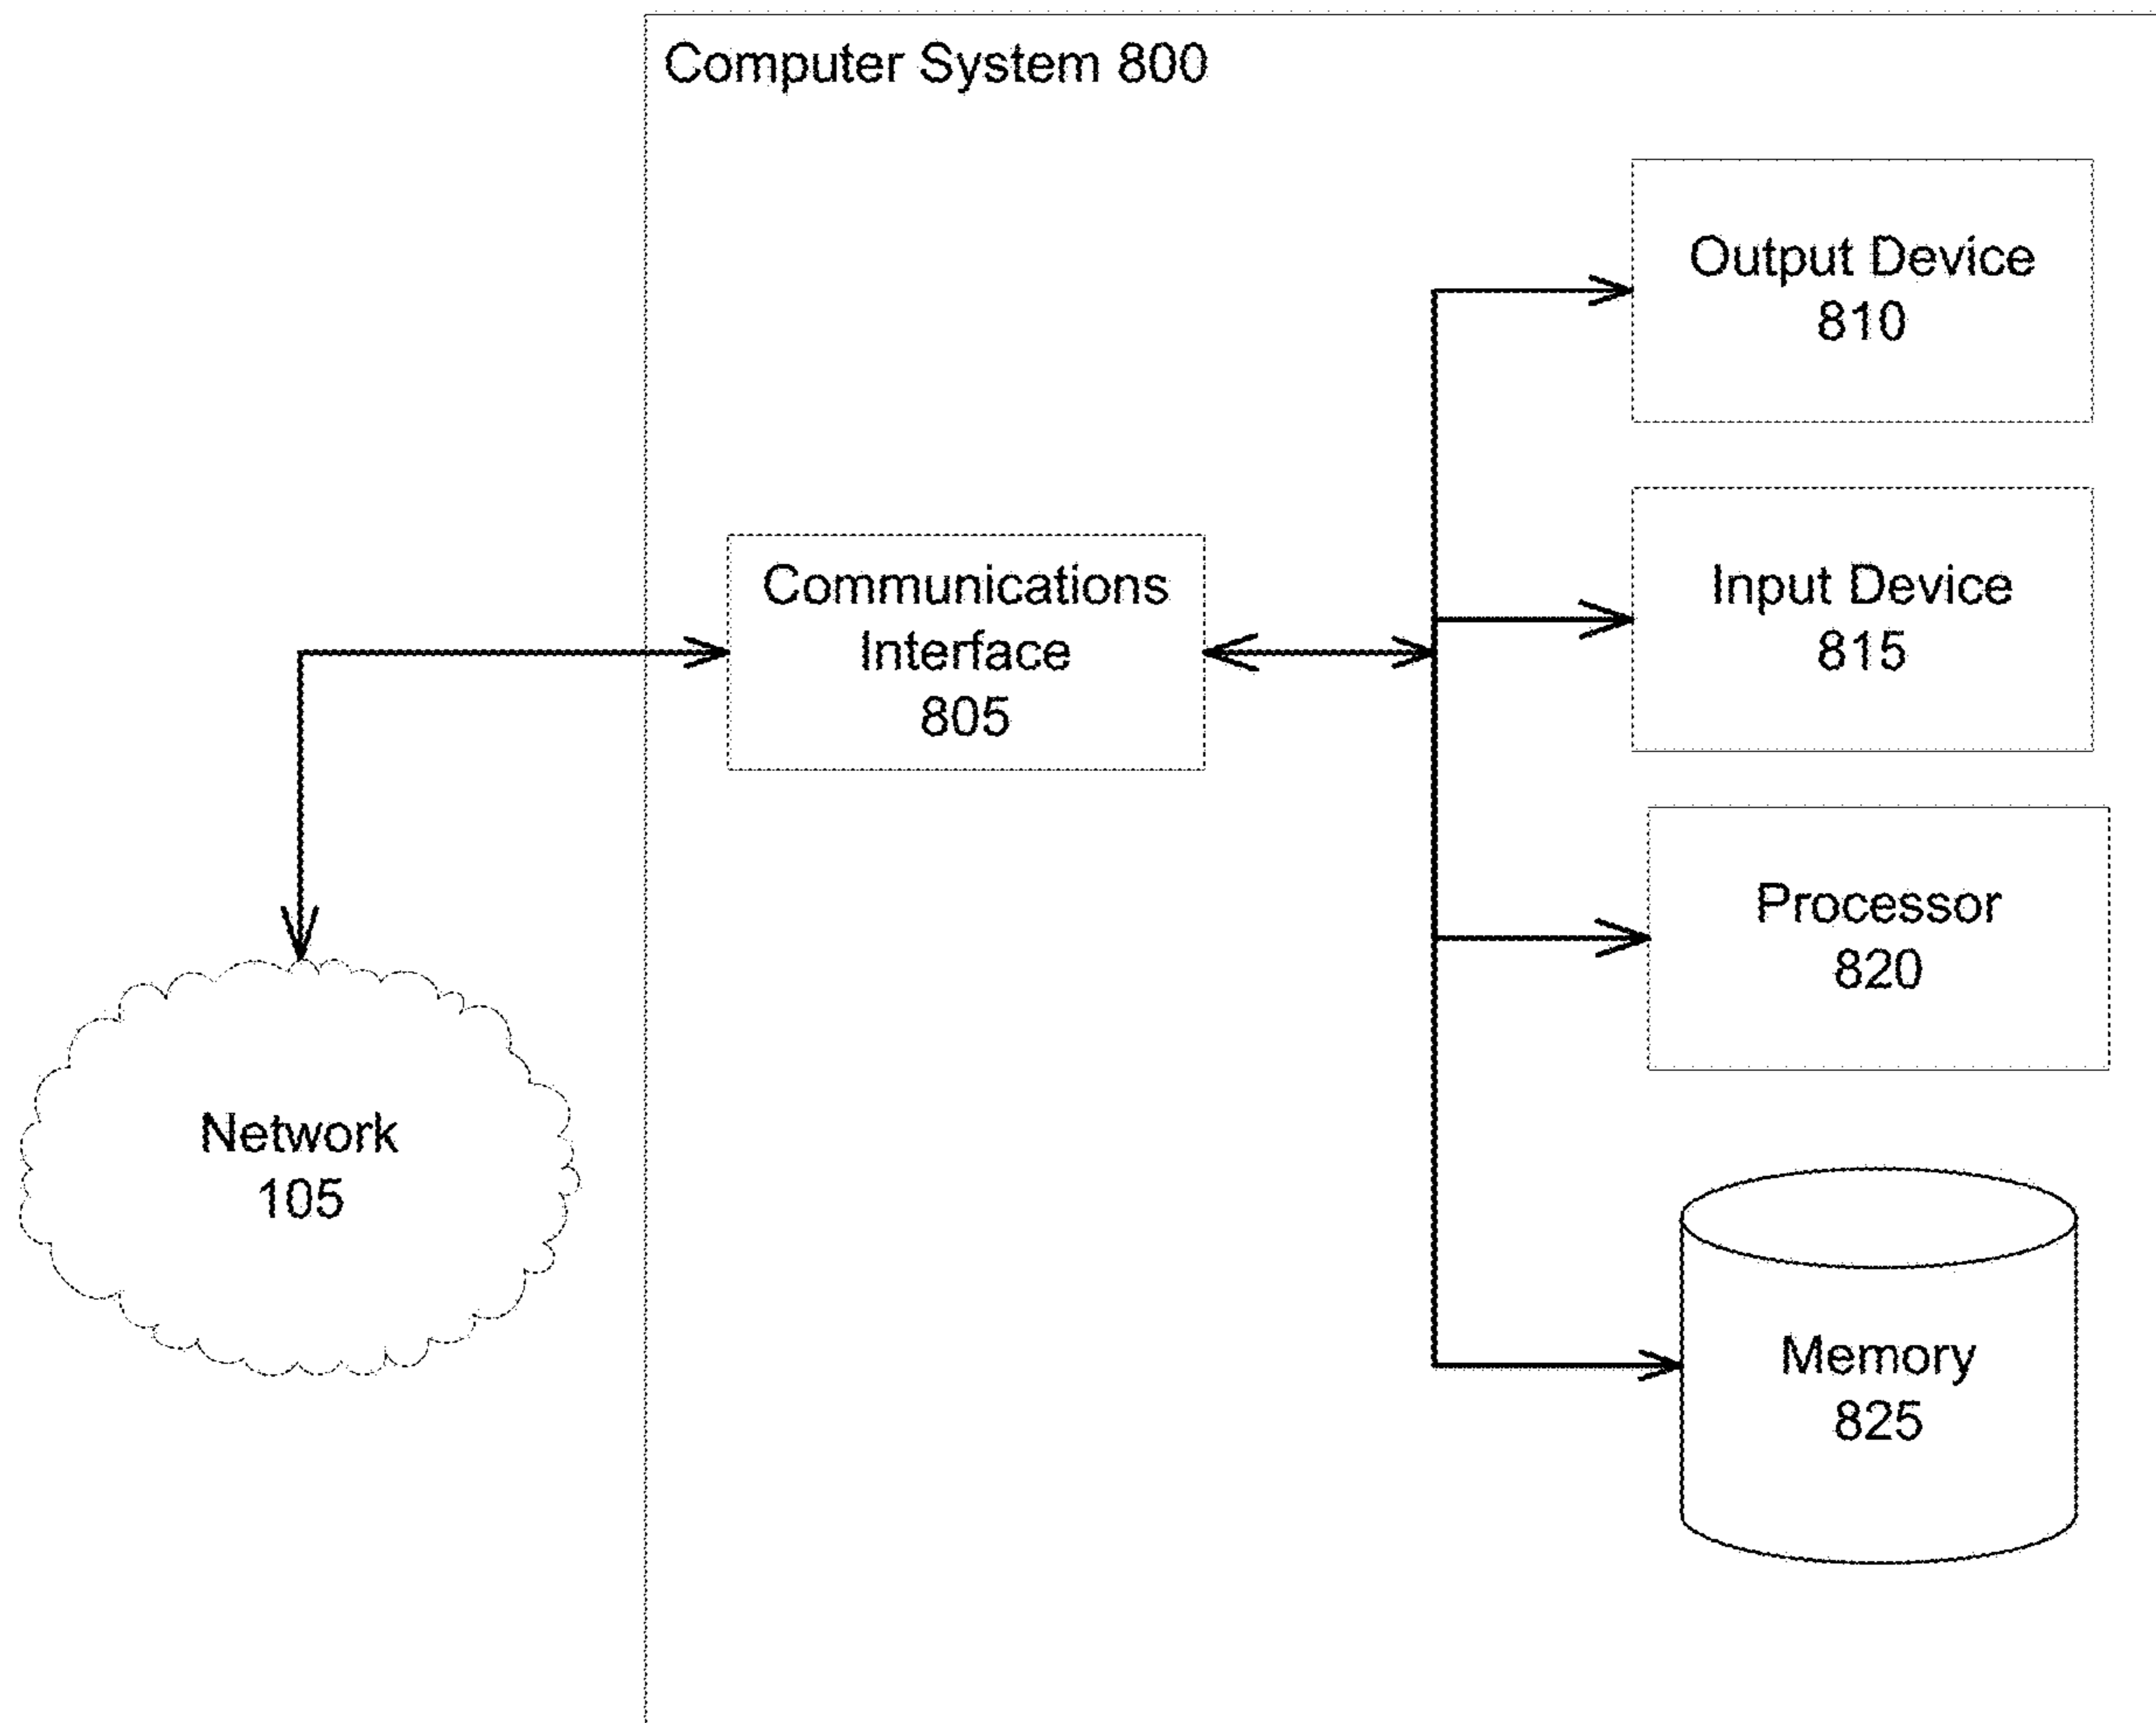 Computer System 800
Output Device
810
Input Device
815
Communications
Interface
805
Processor
820
Network
105
Memory
825